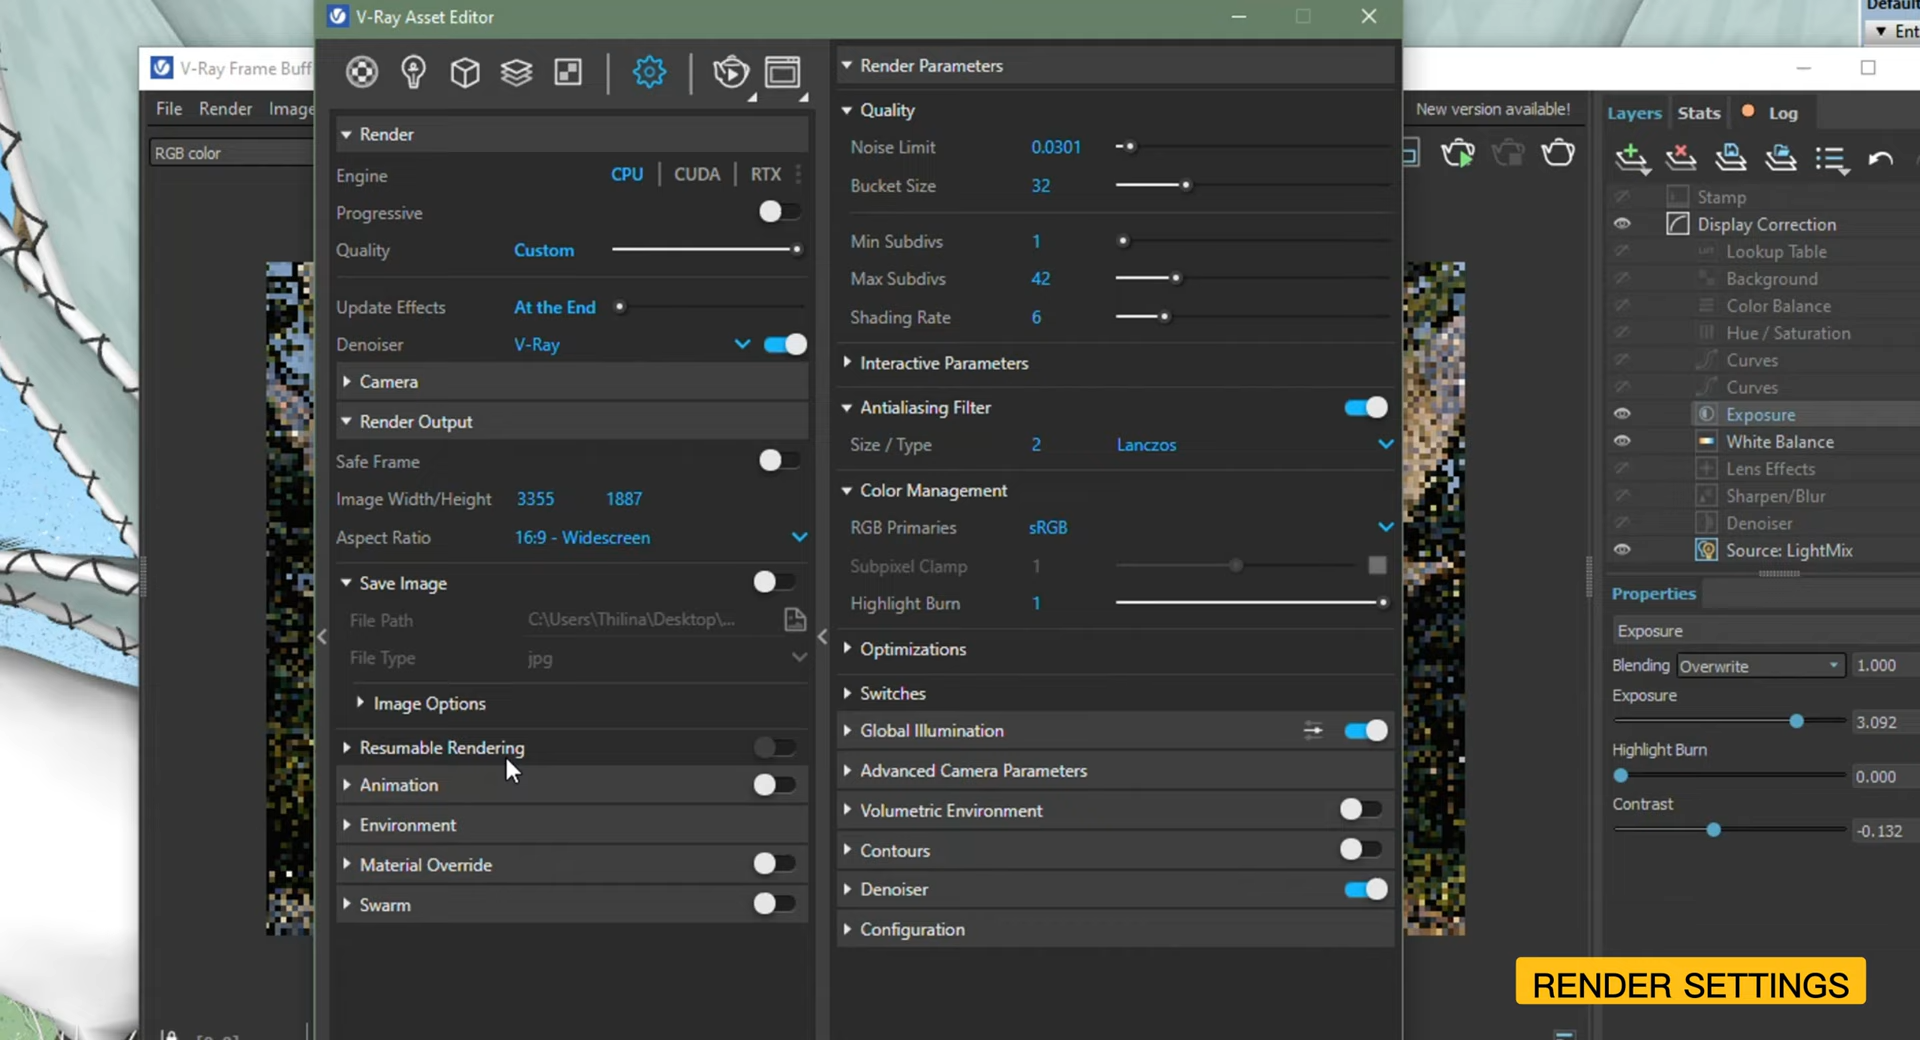 Default
V-Ray Asset Editor
Ent
V-Ray Frame Buff
File Render Image
RGB color
Render
Engine CPU CUDA RTX
Progressive
Quality Custom
Update Effects At the End
Denoiser V-Ray
Camera
Render Output
Safe Frame
Image Width/Height 3355 1887
Aspect Ratio 16:9 - Widescreen
Save Image
File Path C:\Users\Thilina\Desktop\...
File Type jpg
Image Options
Resumable Rendering
Animation
Environment
Material Override
Swarm
Render Parameters
Quality
Noise Limit 0.0301
Bucket Size 32
Min Subdivs 1
Max Subdivs 42
Shading Rate 6
Interactive Parameters
Antialiasing Filter
Size / Type 2 Lanczos
Color Management
RGB Primaries sRGB
Subpixel Clamp 1
Highlight Burn 1
Optimizations
Switches
Global Illumination
Advanced Camera Parameters
Volumetric Environment
Contours
Denoiser
Configuration
New version available!
Layers Stats Log
Stamp
Display Correction
Lookup Table
Background
Color Balance
Hue / Saturation
Curves
Curves
Exposure
White Balance
Lens Effects
Sharpen/Blur
Denoiser
Source: LightMix
Properties
Exposure
Blending Overwrite 1.000
Exposure
3.092
Highlight Burn
0.000
Contrast
-0.132
RENDER SETTINGS